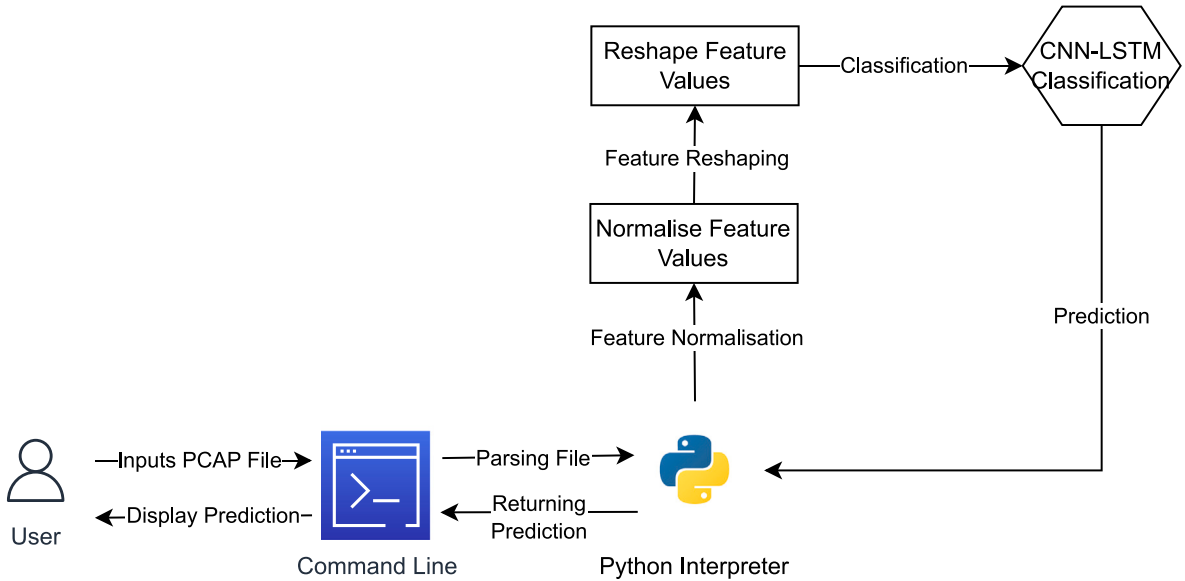 Reshape Feature
Values
Classification
CNN-LSTM
Classification
Feature Reshaping
Normalise Feature
Values
Feature Normalisation
Prediction
Inputs PCAP File
Parsing File
Display Prediction
Returning
Prediction
User
Command Line
Python Interpreter